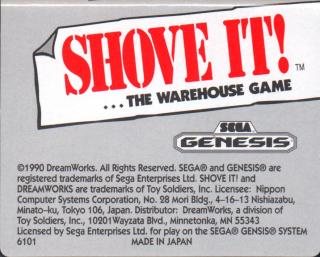 SHOVE IT! TM
...THE WAREHOUSE GAME
SEGA
GENESIS
©1990 DreamWorks. All Rights Reserved. SEGA® and GENESIS® are
registered trademarks of Sega Enterprises Ltd. SHOVE IT! and
DREAMWORKS are trademarks of Toy Soldiers, Inc. Licensee: Nippon
Computer Systems Corporation, No. 28 Mori Bldg., 4-16-13 Nishiazabu,
Minato-ku, Tokyo 106, Japan. Distributor: DreamWorks, a division of
Toy Soldiers, Inc., 10201Wayzata Blvd., Minnetonka, MN 55343
Licensed by Sega Enterprises Ltd. for play on the SEGA® GENSIS® SYSTEM
6101 MADE IN JAPAN